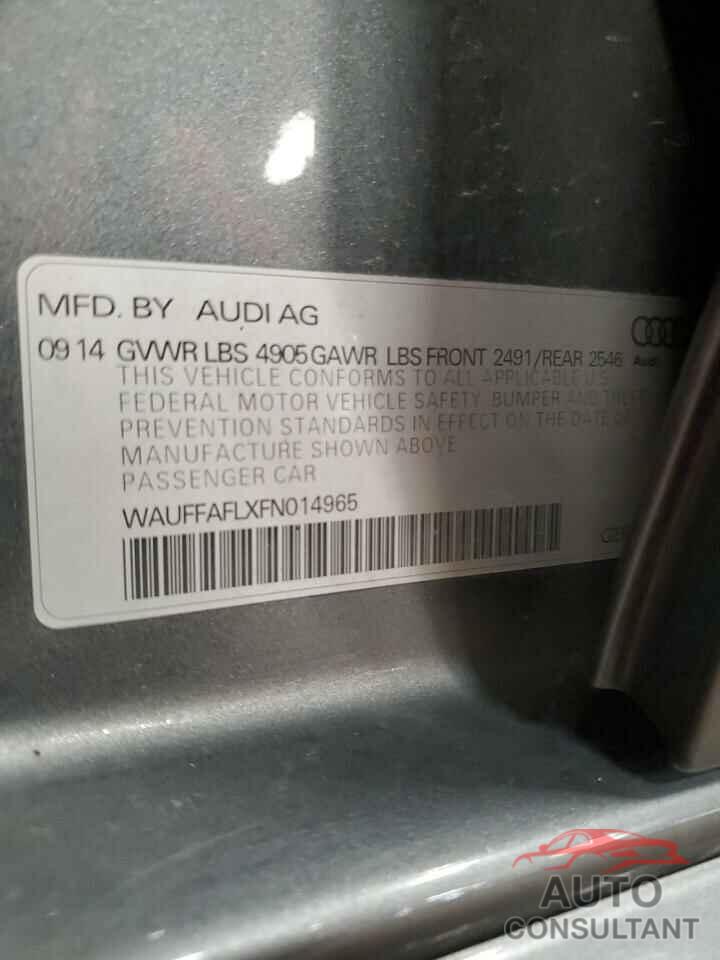 MFD. BY AUDI AG
09 14 GVWR LBS 4905 GAWR LBS FRONT 2491/REAR 2546
Audi
THIS VEHICLE CONFORMS TO ALL APPLICABLE U.S.
FEDERAL MOTOR VEHICLE SAFETY, BUMPER AND THEFT
PREVENTION STANDARDS IN EFFECT ON THE DATE OF
MANUFACTURE SHOWN ABOVE
PASSENGER CAR
WAUFFAFLXFN014965
AUTO
CONSULTANT